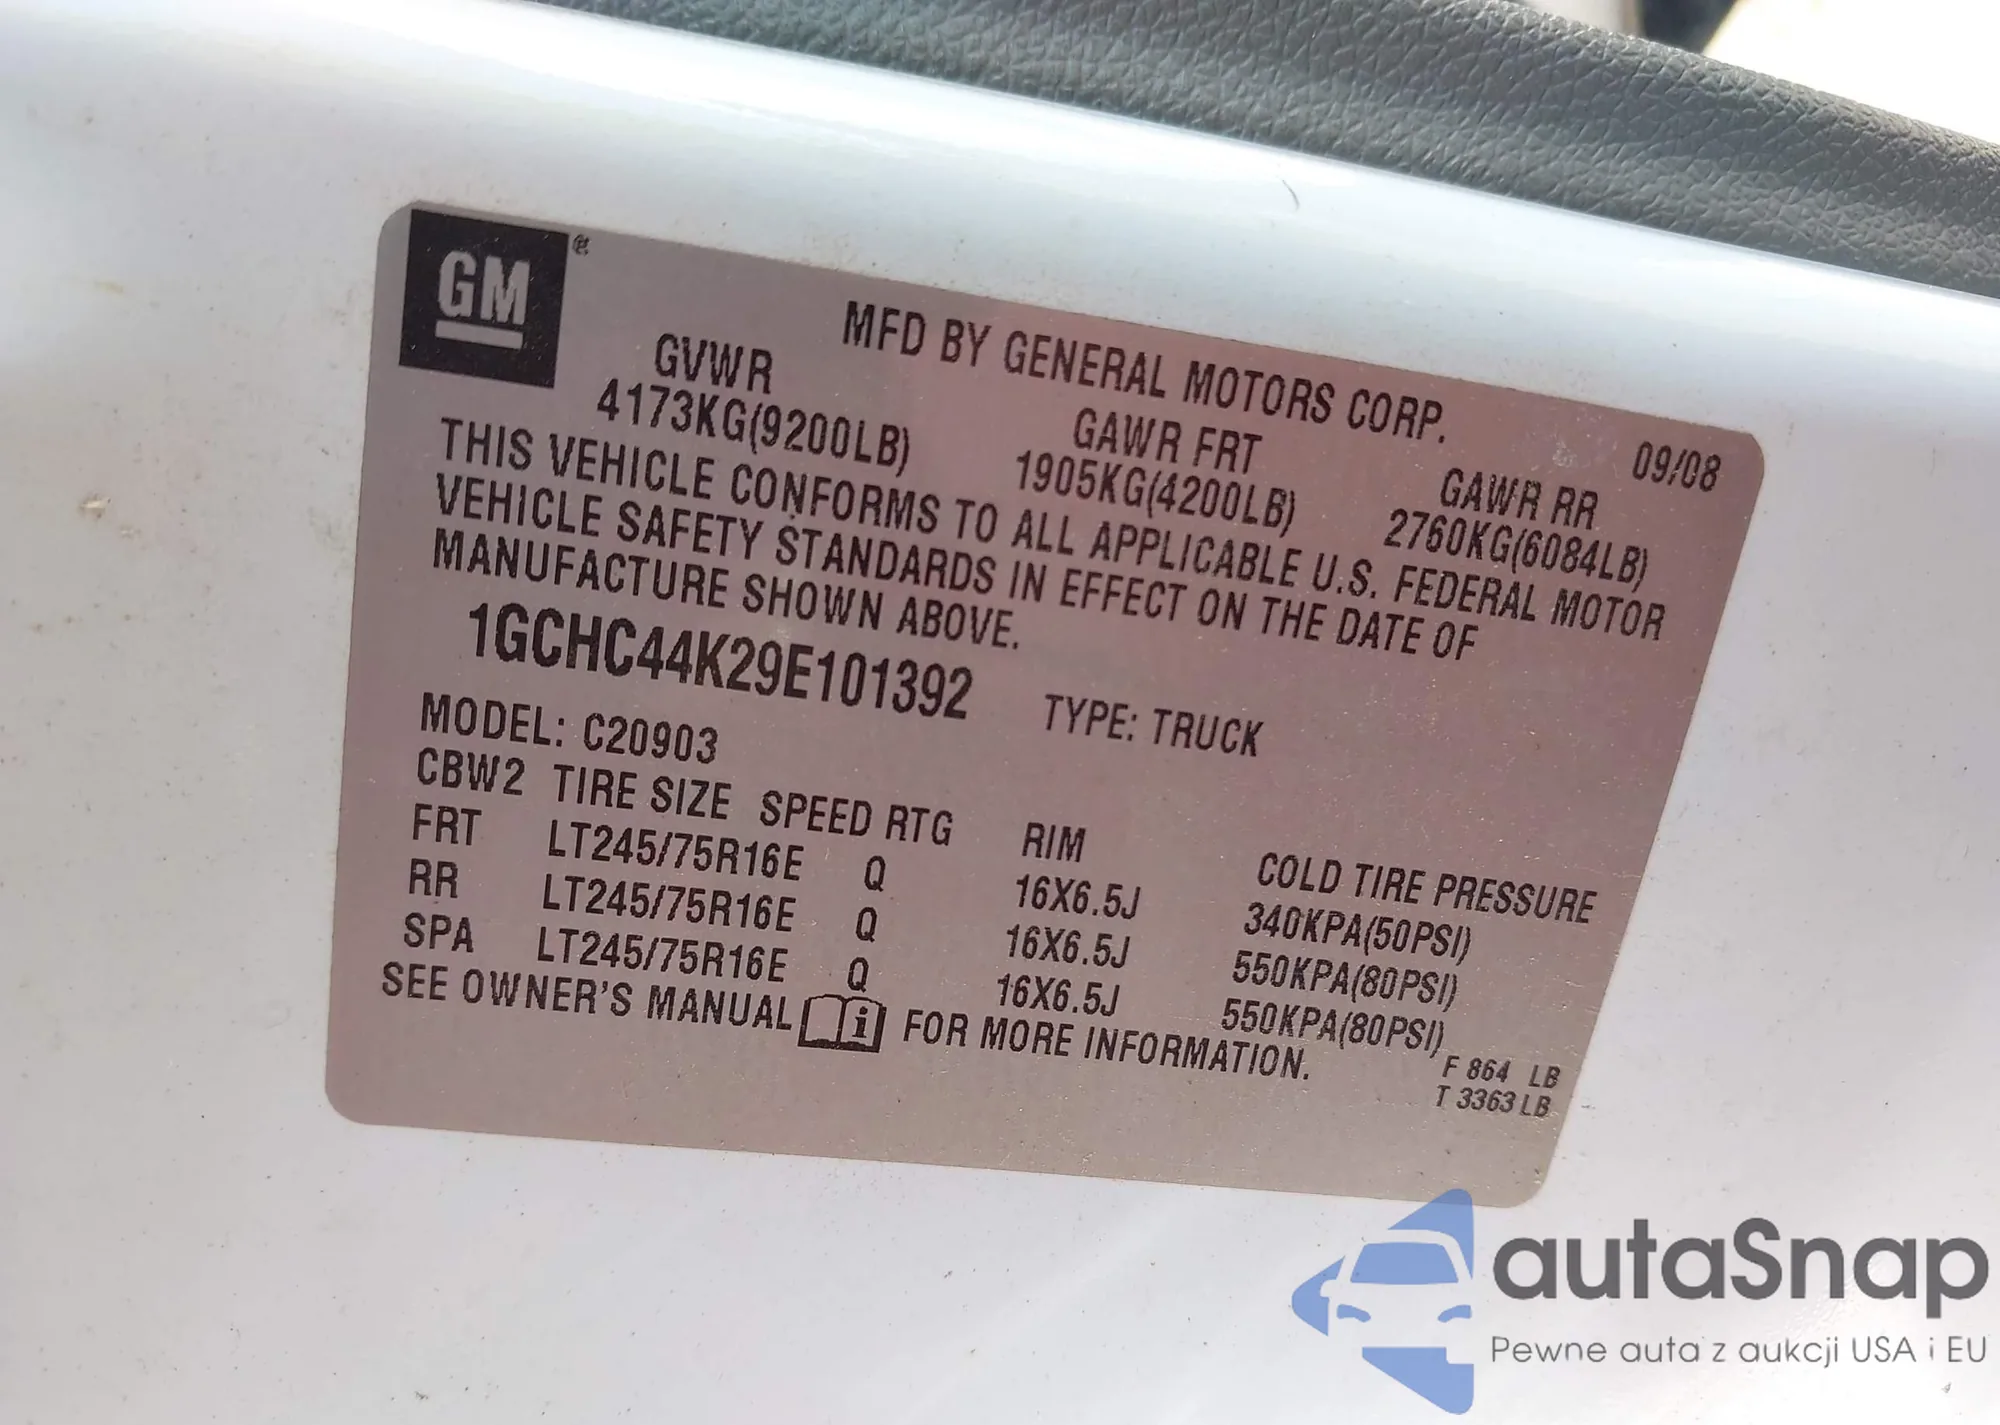 GM®
MFD BY GENERAL MOTORS CORP.
09/08
GVWR GAWR FRT GAWR RR
4173KG(9200LB) 1905KG(4200LB) 2760KG(6084LB)
THIS VEHICLE CONFORMS TO ALL APPLICABLE U.S. FEDERAL MOTOR
VEHICLE SAFETY STANDARDS IN EFFECT ON THE DATE OF
MANUFACTURE SHOWN ABOVE.
1GCHC44K29E101392 TYPE: TRUCK
MODEL: C20903
CBW2 TIRE SIZE SPEED RTG RIM COLD TIRE PRESSURE
FRT LT245/75R16E Q 16X6.5J 340KPA(50PSI)
RR LT245/75R16E Q 16X6.5J 550KPA(80PSI)
SPA LT245/75R16E Q 16X6.5J 550KPA(80PSI)
SEE OWNER'S MANUAL i FOR MORE INFORMATION.
F 864 LB
T 3363 LB
autaSnap
Pewne auta z aukcji USA i EU